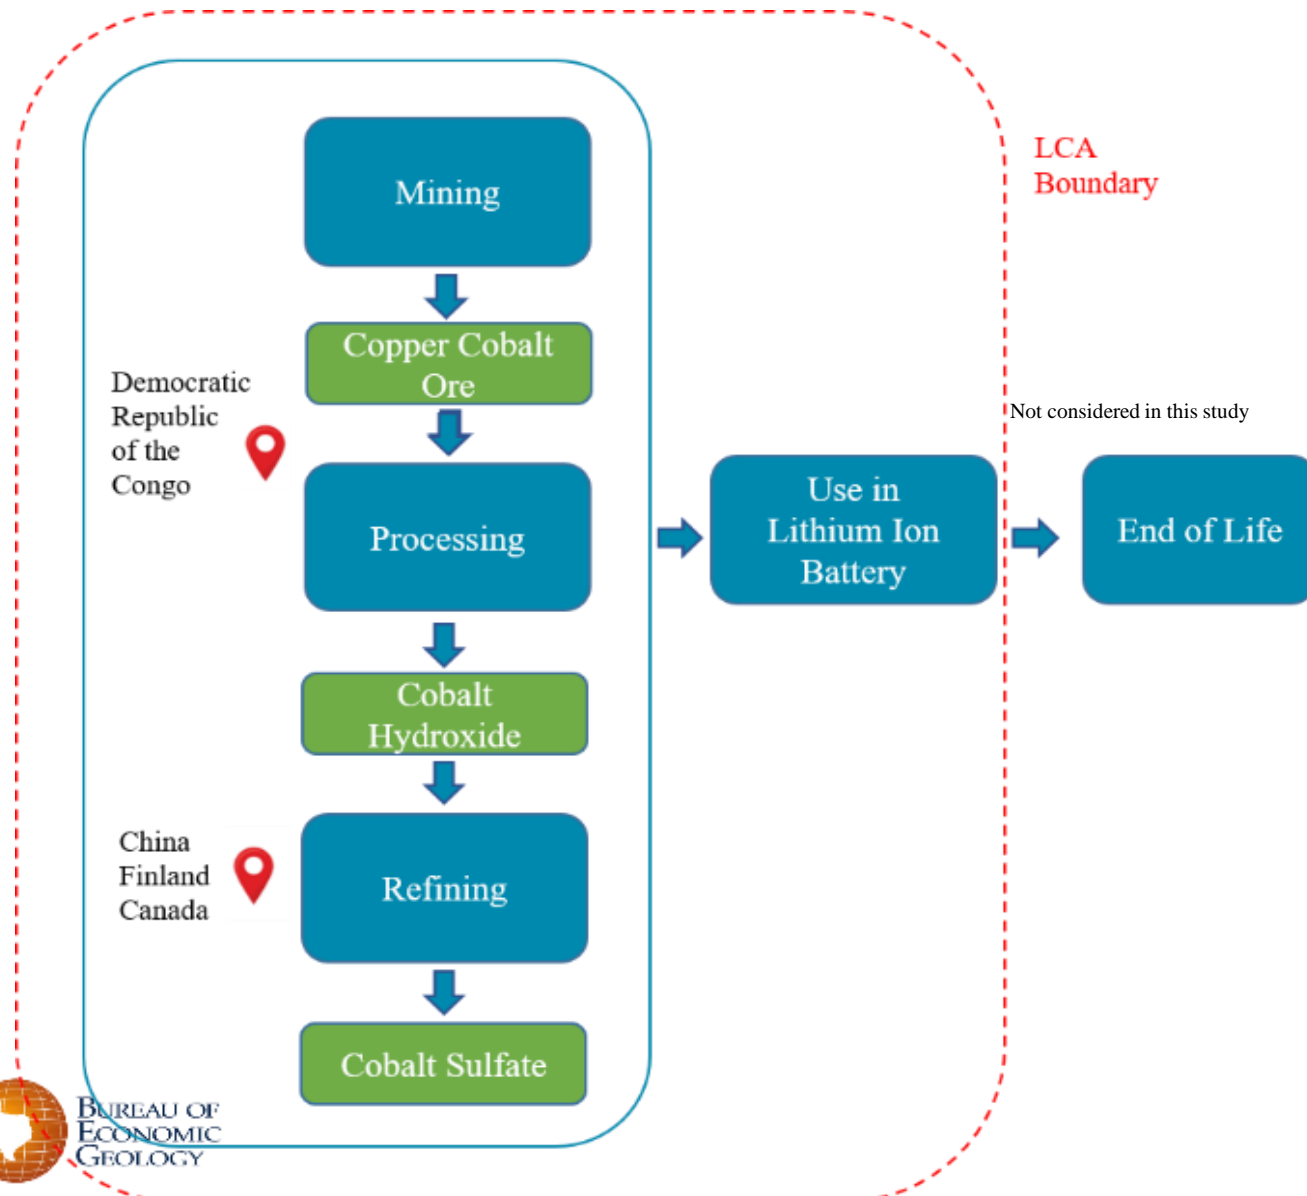 LCA
Boundary
Mining
Copper Cobalt
Ore
Democratic
Republic
of the
Congo
Processing
Not considered in this study
Use in
Lithium Ion
Battery
End of Life
Cobalt
Hydroxide
China
Finland
Canada
Refining
Cobalt Sulfate
BUREAU OF
ECONOMIC
GEOLOGY